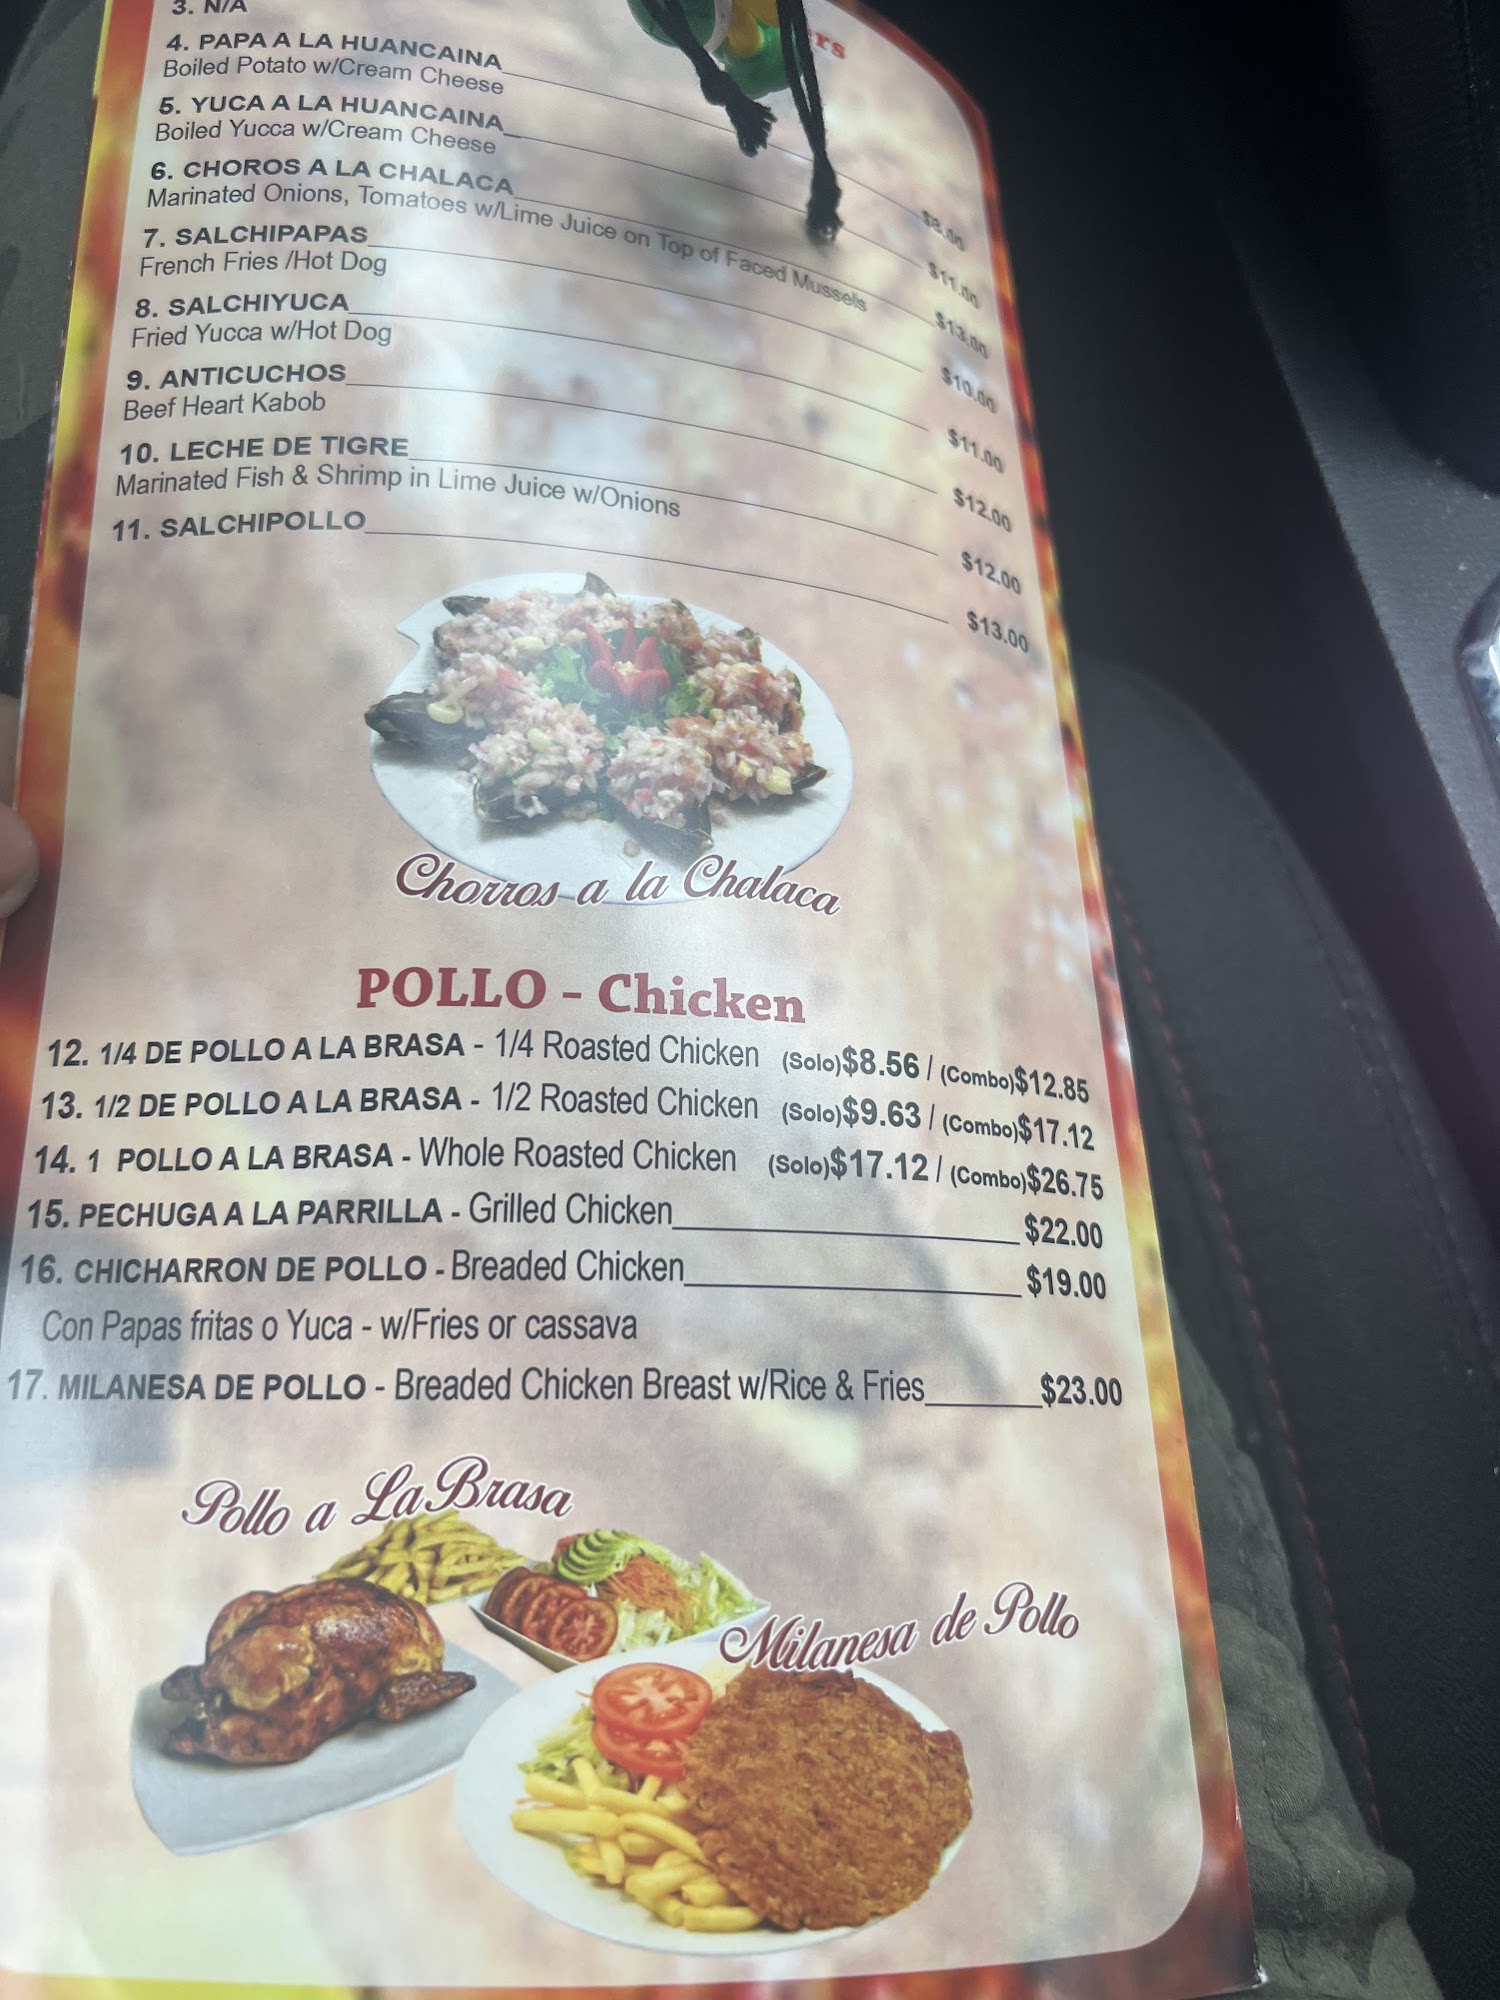 ers
3. N/A
4. PAPA A LA HUANCAINA $8.00
Boiled Potato w/Cream Cheese
5. YUCA A LA HUANCAINA $11.00
Boiled Yucca w/Cream Cheese
6. CHOROS A LA CHALACA $13.00
Marinated Onions, Tomatoes w/Lime Juice on Top of Faced Mussels
7. SALCHIPAPAS $10.00
French Fries /Hot Dog
8. SALCHIYUCA $11.00
Fried Yucca w/Hot Dog
9. ANTICUCHOS $12.00
Beef Heart Kabob
10. LECHE DE TIGRE $12.00
Marinated Fish & Shrimp in Lime Juice w/Onions
11. SALCHIPOLLO $13.00
Chorros a la Chalaca
POLLO - Chicken
12. 1/4 DE POLLO A LA BRASA - 1/4 Roasted Chicken (Solo)$8.56 / (Combo)$12.85
13. 1/2 DE POLLO A LA BRASA - 1/2 Roasted Chicken (Solo)$9.63 / (Combo)$17.12
14. 1 POLLO A LA BRASA - Whole Roasted Chicken (Solo)$17.12 / (Combo)$26.75
15. PECHUGA A LA PARRILLA - Grilled Chicken $22.00
16. CHICHARRON DE POLLO - Breaded Chicken $19.00
Con Papas fritas o Yuca - w/Fries or cassava
17. MILANESA DE POLLO - Breaded Chicken Breast w/Rice & Fries $23.00
Pollo a La Brasa
Milanesa de Pollo